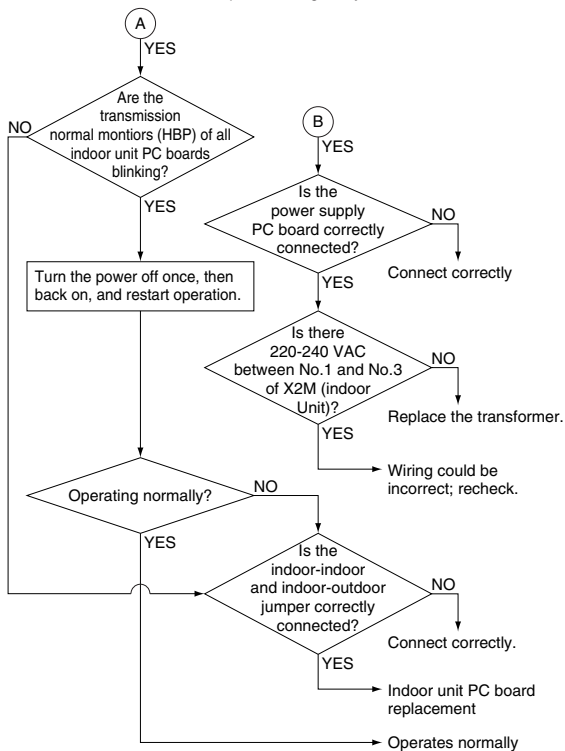 A
YES
Are the
transmission
normal montiors (HBP) of all
indoor unit PC boards
blinking?
NO
YES
Turn the power off once, then
back on, and restart operation.
Operating normally?
NO
YES
B
YES
Is the
power supply
PC board correctly
connected?
NO
Connect correctly
YES
Is there
220-240 VAC
between No.1 and No.3
of X2M (indoor
Unit)?
NO
Replace the transformer.
YES
Wiring could be
incorrect; recheck.
Is the
indoor-indoor
and indoor-outdoor
jumper correctly
connected?
NO
Connect correctly.
YES
Indoor unit PC board
replacement
Operates normally